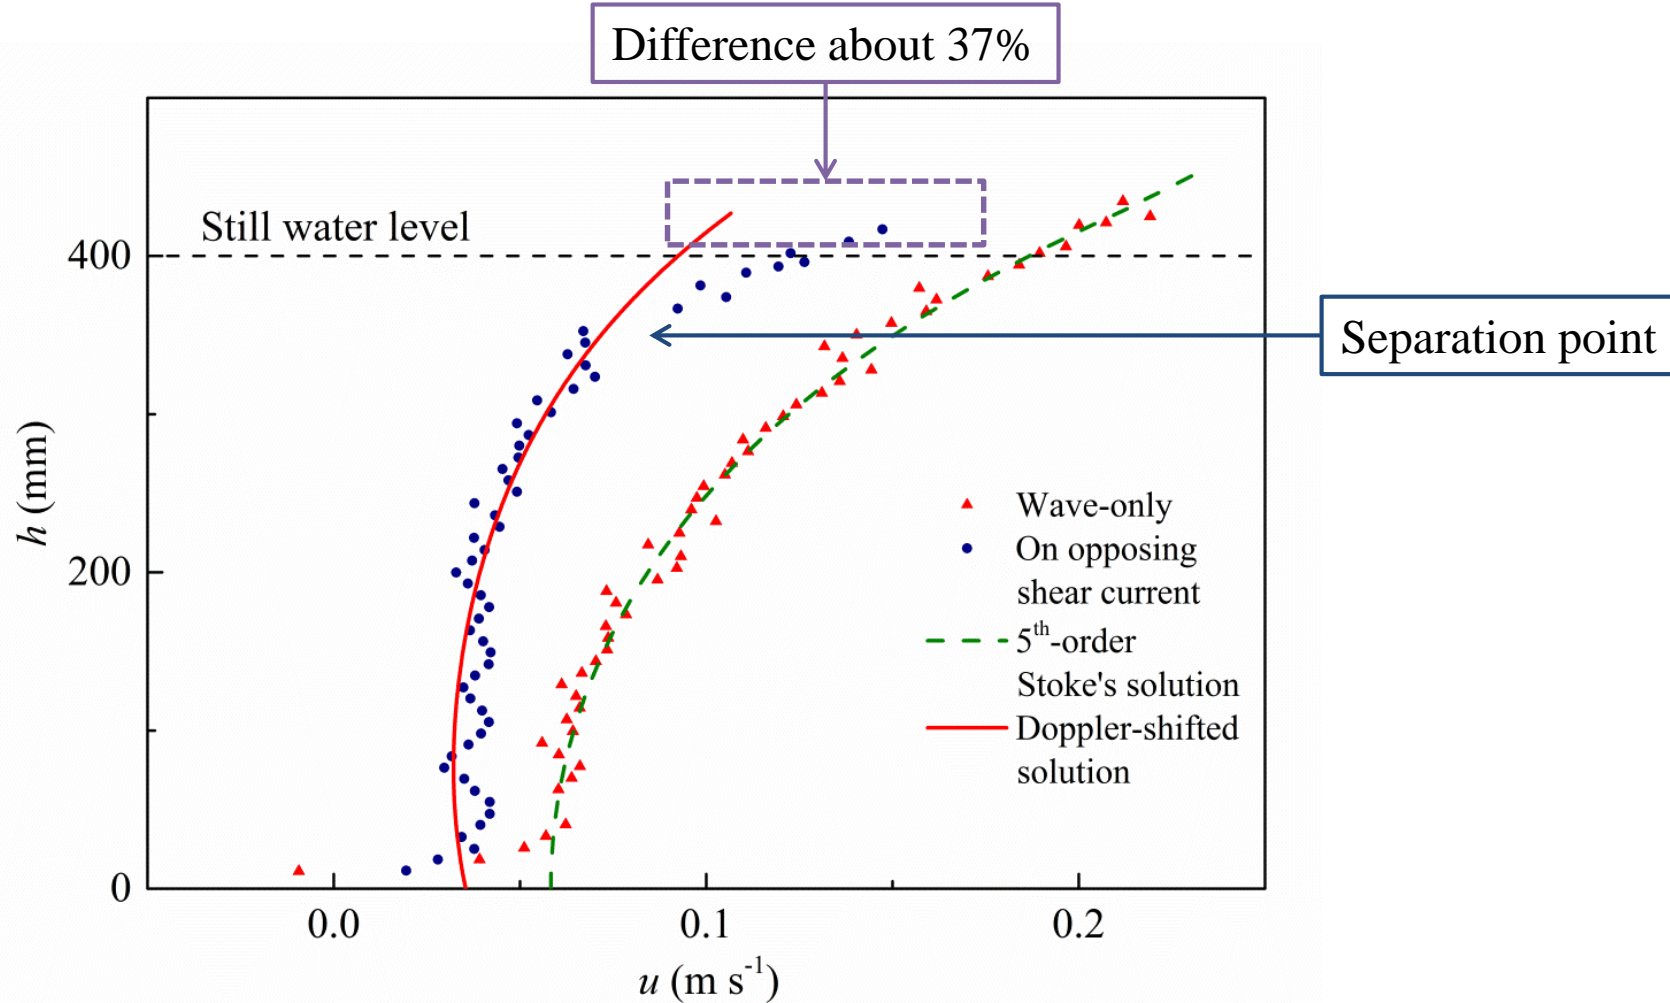 Difference about 37%
Still water level
400
Separation point
200
0
h (mm)
Wave-only
On opposing
shear current
5th-order
Stoke's solution
Doppler-shifted
solution
0.0
0.1
0.2
u (m s-1)